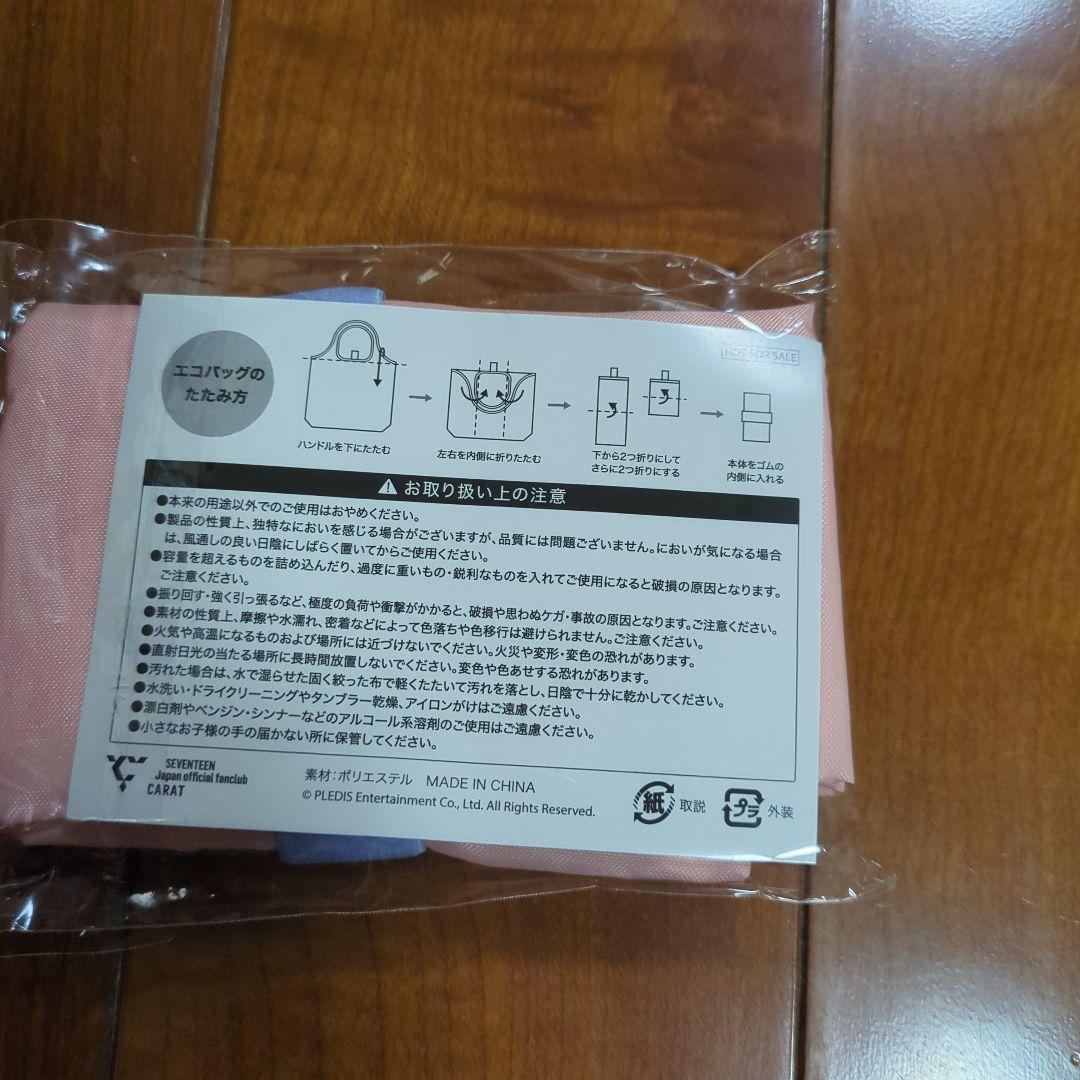 エコバッグの
たたみ方
NOT FOR SALE
ハンドルを下にたたむ
左右を内側に折りたたむ
下から2つ折りにして
さらに2つ折りにする
本体をゴムの
内側に入れる
お取り扱い上の注意
●本来の用途以外でのご使用はおやめください。
●製品の性質上、独特なにおいを感じる場合がございますが、品質には問題ございません。においが気になる場合
は、風通しの良い日陰にしばらく置いてからご使用ください。
●容量を超えるものを詰め込んだり、過度に重いもの・鋭利なものを入れてご使用になると破損の原因となります。
ご注意ください。
●振り回す・強く引っ張るなど、極度の負荷や衝撃がかかると、破損や思わぬケガ・事故の原因となります。ご注意ください。
●素材の性質上、摩擦や水濡れ、密着などによって色落ちや色移行は避けられません。ご注意ください。
●火気や高温になるものおよび場所には近づけないでください。火災や変形・変色の恐れがあります。
●直射日光の当たる場所に長時間放置しないでください。変色や色あせする恐れがあります。
●汚れた場合は、水で湿らせた固く絞った布で軽くたたいて汚れを落とし、日陰で十分に乾かしてください。
●水洗い・ドライクリーニングやタンブラー乾燥、アイロンがけはご遠慮ください。
●漂白剤やベンジン・シンナーなどのアルコール系溶剤のご使用はご遠慮ください。
●小さなお子様の手の届かない所に保管してください。
SEVENTEEN
Japan official fanclub
CARAT
素材:ポリエステル MADE IN CHINA
© PLEDIS Entertainment Co., Ltd. All Rights Reserved.
紙 取説
プラ 外装